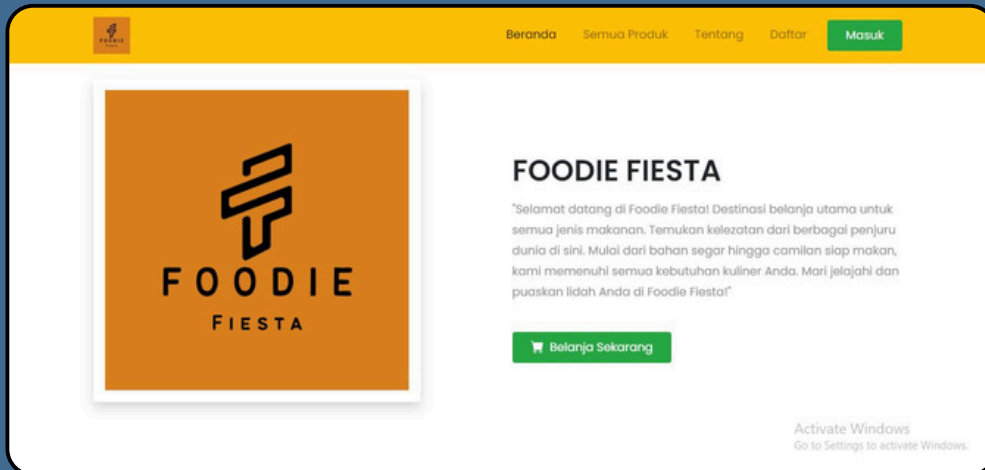 FOODIE
Beranda Semua Produk Tentang Daftar Masuk
FOODIE
FIESTA
FOODIE FIESTA
"Selamat datang di Foodie Fiesta! Destinasi belanja utama untuk
semua jenis makanan. Temukan kelezatan dari berbagai penjuru
dunia di sini. Mulai dari bahan segar hingga camilan siap makan,
kami memenuhi semua kebutuhan kuliner Anda. Mari jelajahi dan
puaskan lidah Anda di Foodie Fiesta!"
Belanja Sekarang
Activate Windows
Go to Settings to activate Windows.